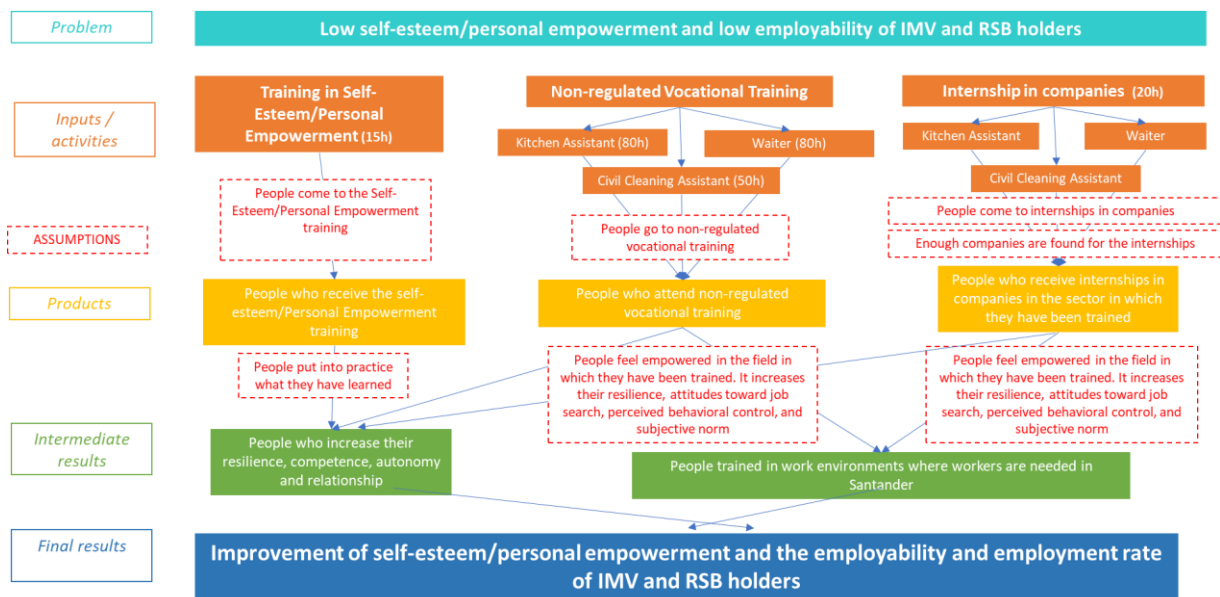 Problem
Low self-esteem/personal empowerment and low employability of IMV and RSB holders
Inputs /
activities
Training in Self-
Esteem/Personal
Empowerment (15h)
Non-regulated Vocational Training
Kitchen Assistant (80h)
Waiter (80h)
Civil Cleaning Assistant (50h)
Internship in companies (20h)
Kitchen Assistant
Waiter
Civil Cleaning Assistant
ASSUMPTIONS
People come to the Self-
Esteem/Personal Empowerment
training
People go to non-regulated
vocational training
People come to internships in companies
Enough companies are found for the internships
Products
People who receive the self-
esteem/Personal Empowerment
training
People who attend non-regulated
vocational training
People who receive internships in
companies in the sector in which
they have been trained
People put into practice
what they have learned
People feel empowered in the field in
which they have been trained. It increases
their resilience, attitudes toward job
search, perceived behavioral control, and
subjective norm
People feel empowered in the field in
which they have been trained. It increases
their resilience, attitudes toward job
search, perceived behavioral control, and
subjective norm
Intermediate
results
People who increase their
resilience, competence, autonomy
and relationship
People trained in work environments where workers are needed in
Santander
Final results
Improvement of self-esteem/personal empowerment and the employability and employment rate
of IMV and RSB holders